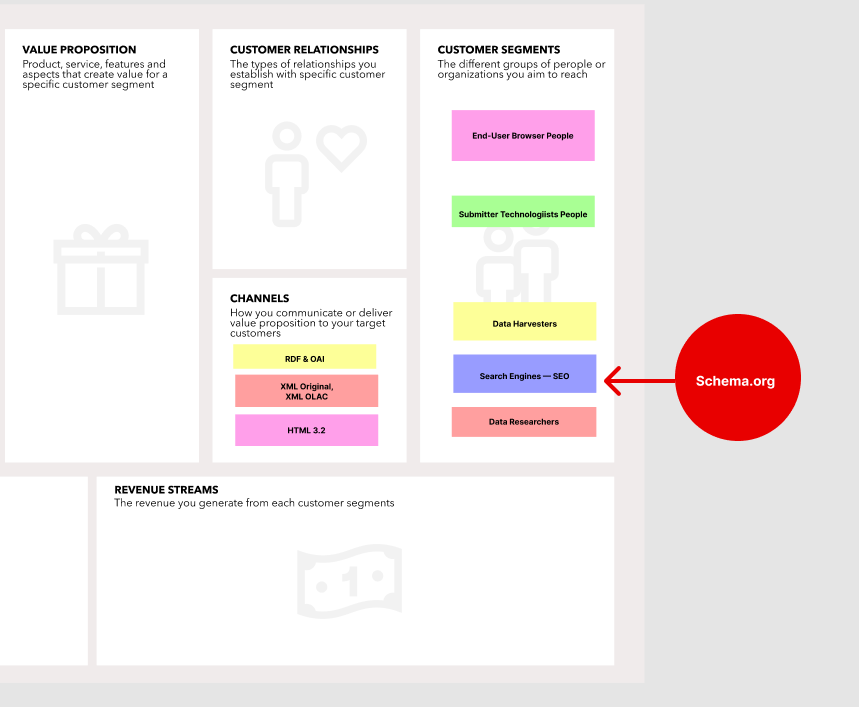 VALUE PROPOSITION
Product, service, features and
aspects that create value for a
specific customer segment
CUSTOMER RELATIONSHIPS
The types of relationships you
establish with specific customer
segment
CHANNELS
How you communicate or deliver
value proposition to your target
customers
RDF & OAI
XML Original,
XML OLAC
HTML 3.2
CUSTOMER SEGMENTS
The different groups of perople or
organizations you aim to reach
End-User Browser People
Submitter Technologiists People
Data Harvesters
Search Engines — SEO
Data Researchers
Schema.org
REVENUE STREAMS
The revenue you generate from each customer segments
1